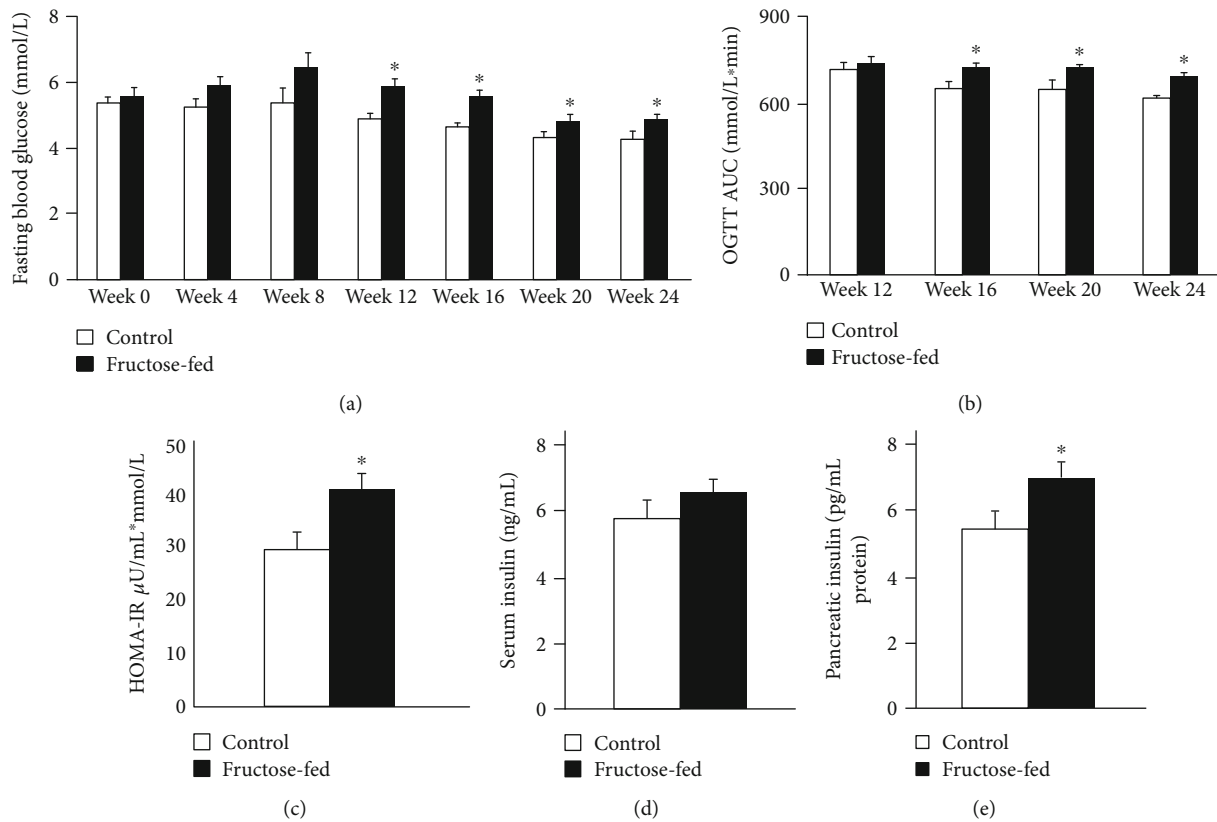 Fasting blood glucose (mmol/L)
8
6
4
2
0
* * * *
Week 0 Week 4 Week 8 Week 12 Week 16 Week 20 Week 24
Control
Fructose-fed
(a)
OGTT AUC (mmol/L⁎min)
900
600
300
0
* * *
Week 12 Week 16 Week 20 Week 24
Control
Fructose-fed
(b)
HOMA-IR μU/mL*mmol/L
50
40
30
20
10
0
*
Control
Fructose-fed
(c)
Serum insulin (ng/mL)
8
6
4
2
0
Control
Fructose-fed
(d)
Pancreatic insulin (pg/mL
protein)
8
6
4
2
0
*
Control
Fructose-fed
(e)